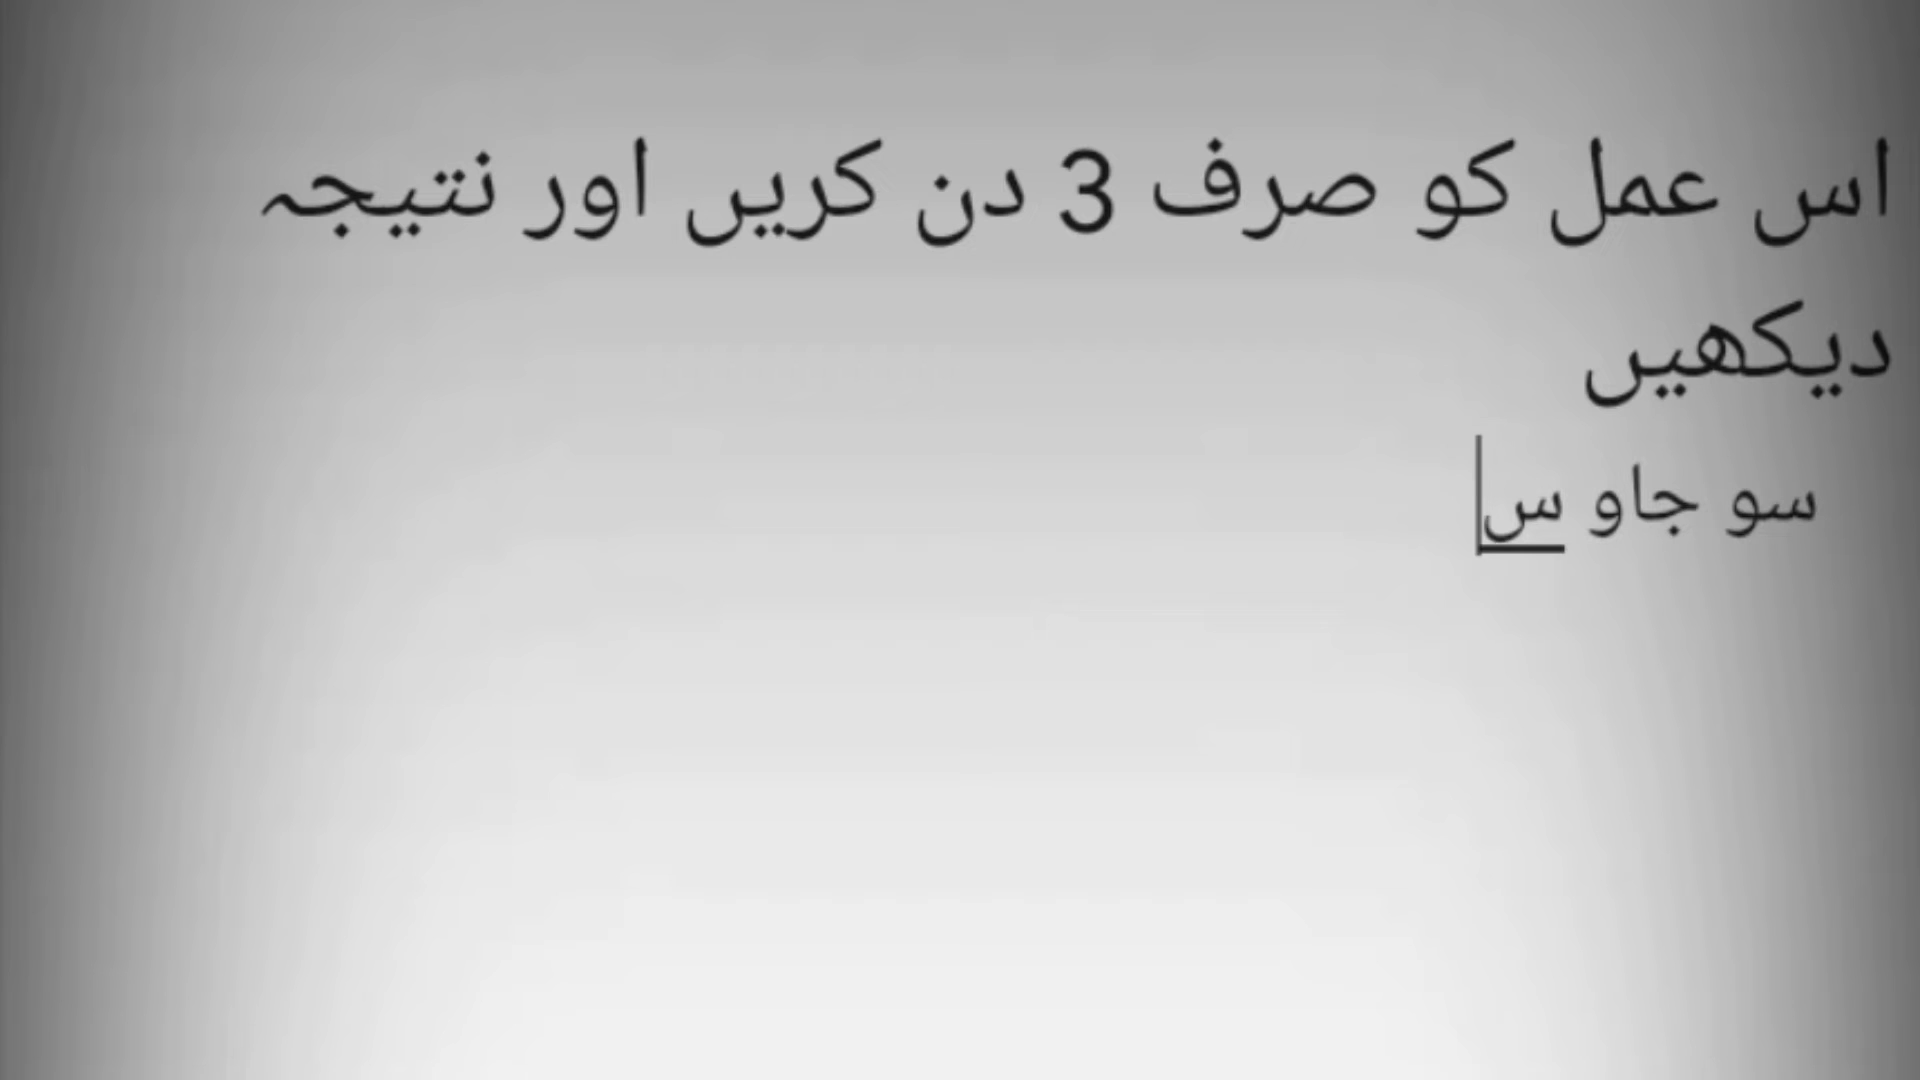 اس عمل کو صرف 3 دن کریں اور نتیجہ
دیکھیں
سو جاو س